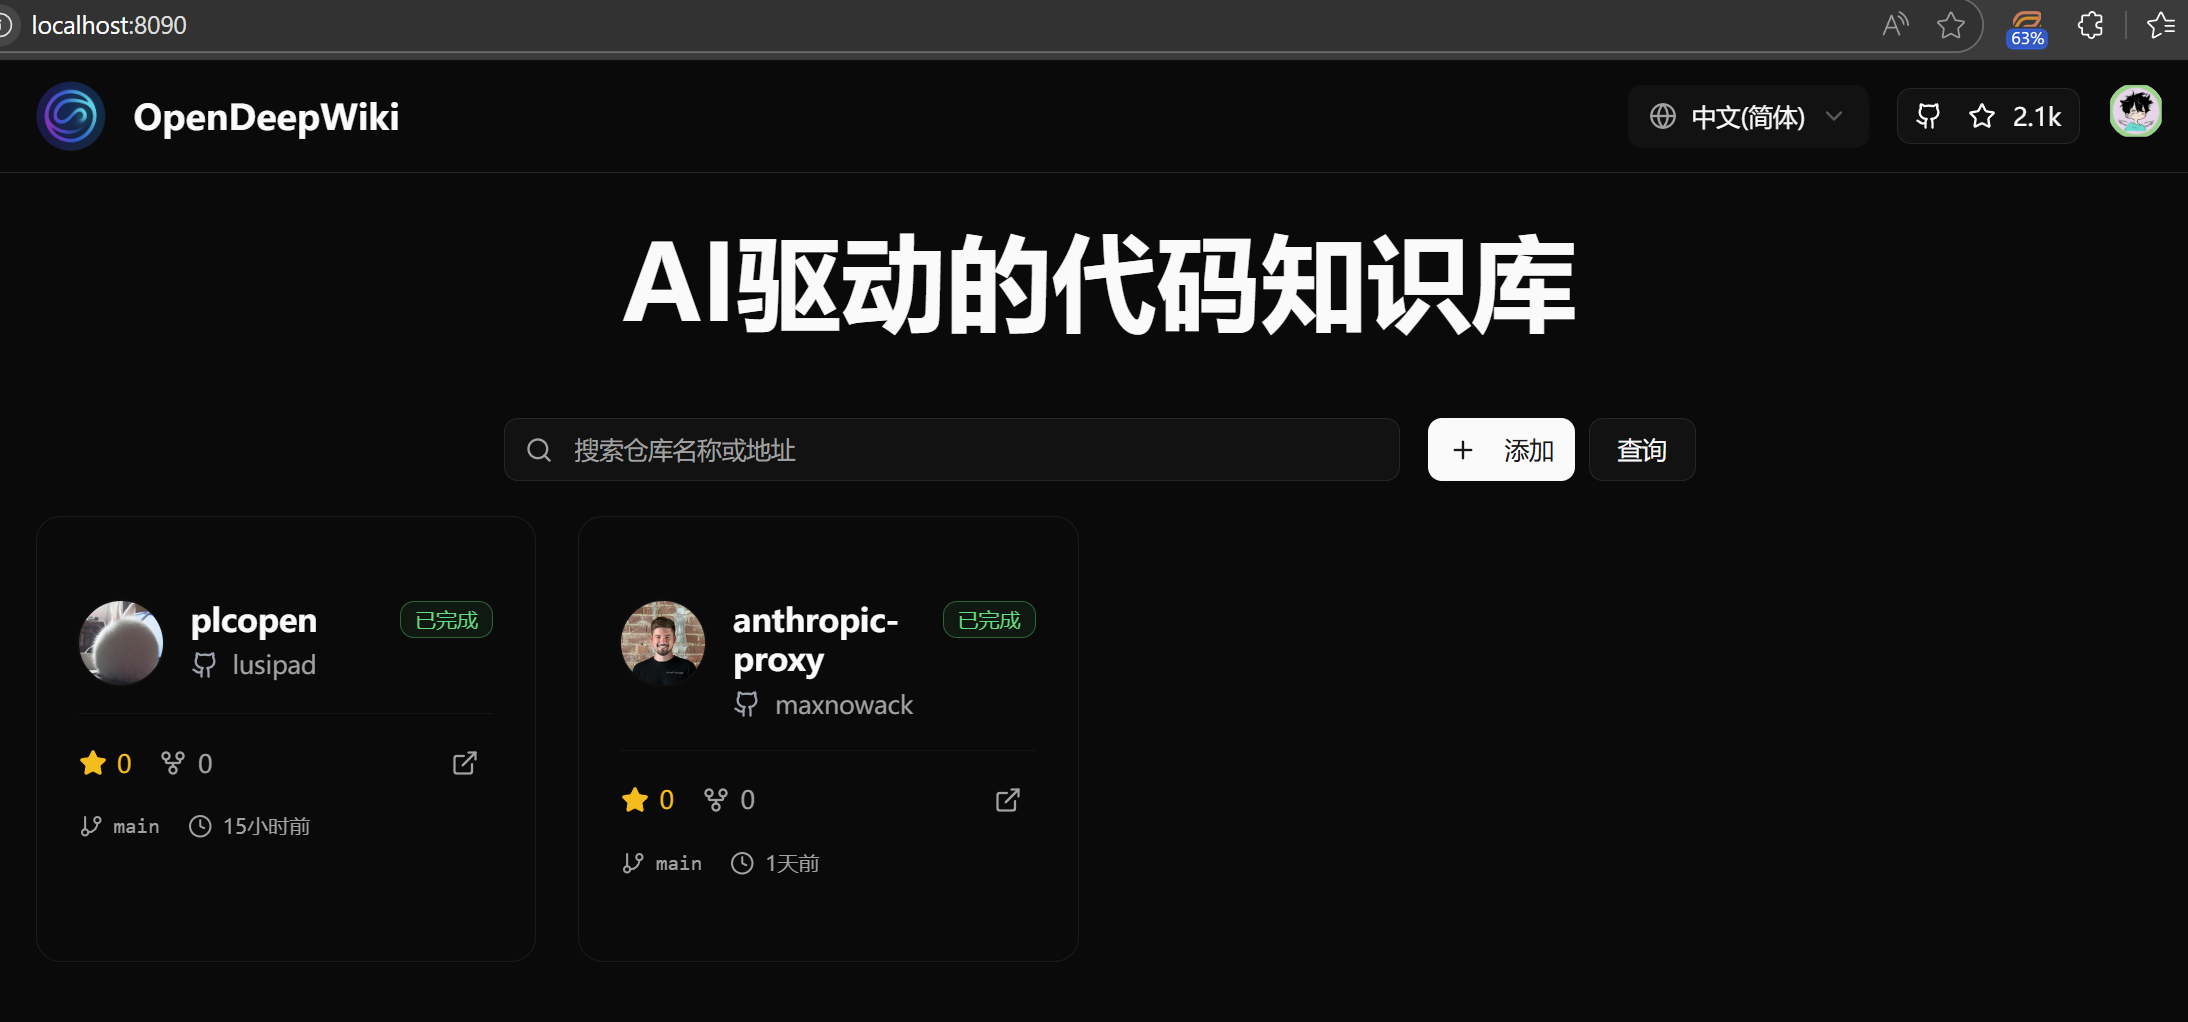 localhost:8090
63%
OpenDeepWiki
中文(简体)
2.1k
AI驱动的代码知识库
搜索仓库名称或地址
添加
查询
plcopen
已完成
lusipad
0
0
main
15小时前
anthropic-
proxy
已完成
maxnowack
0
0
main
1天前